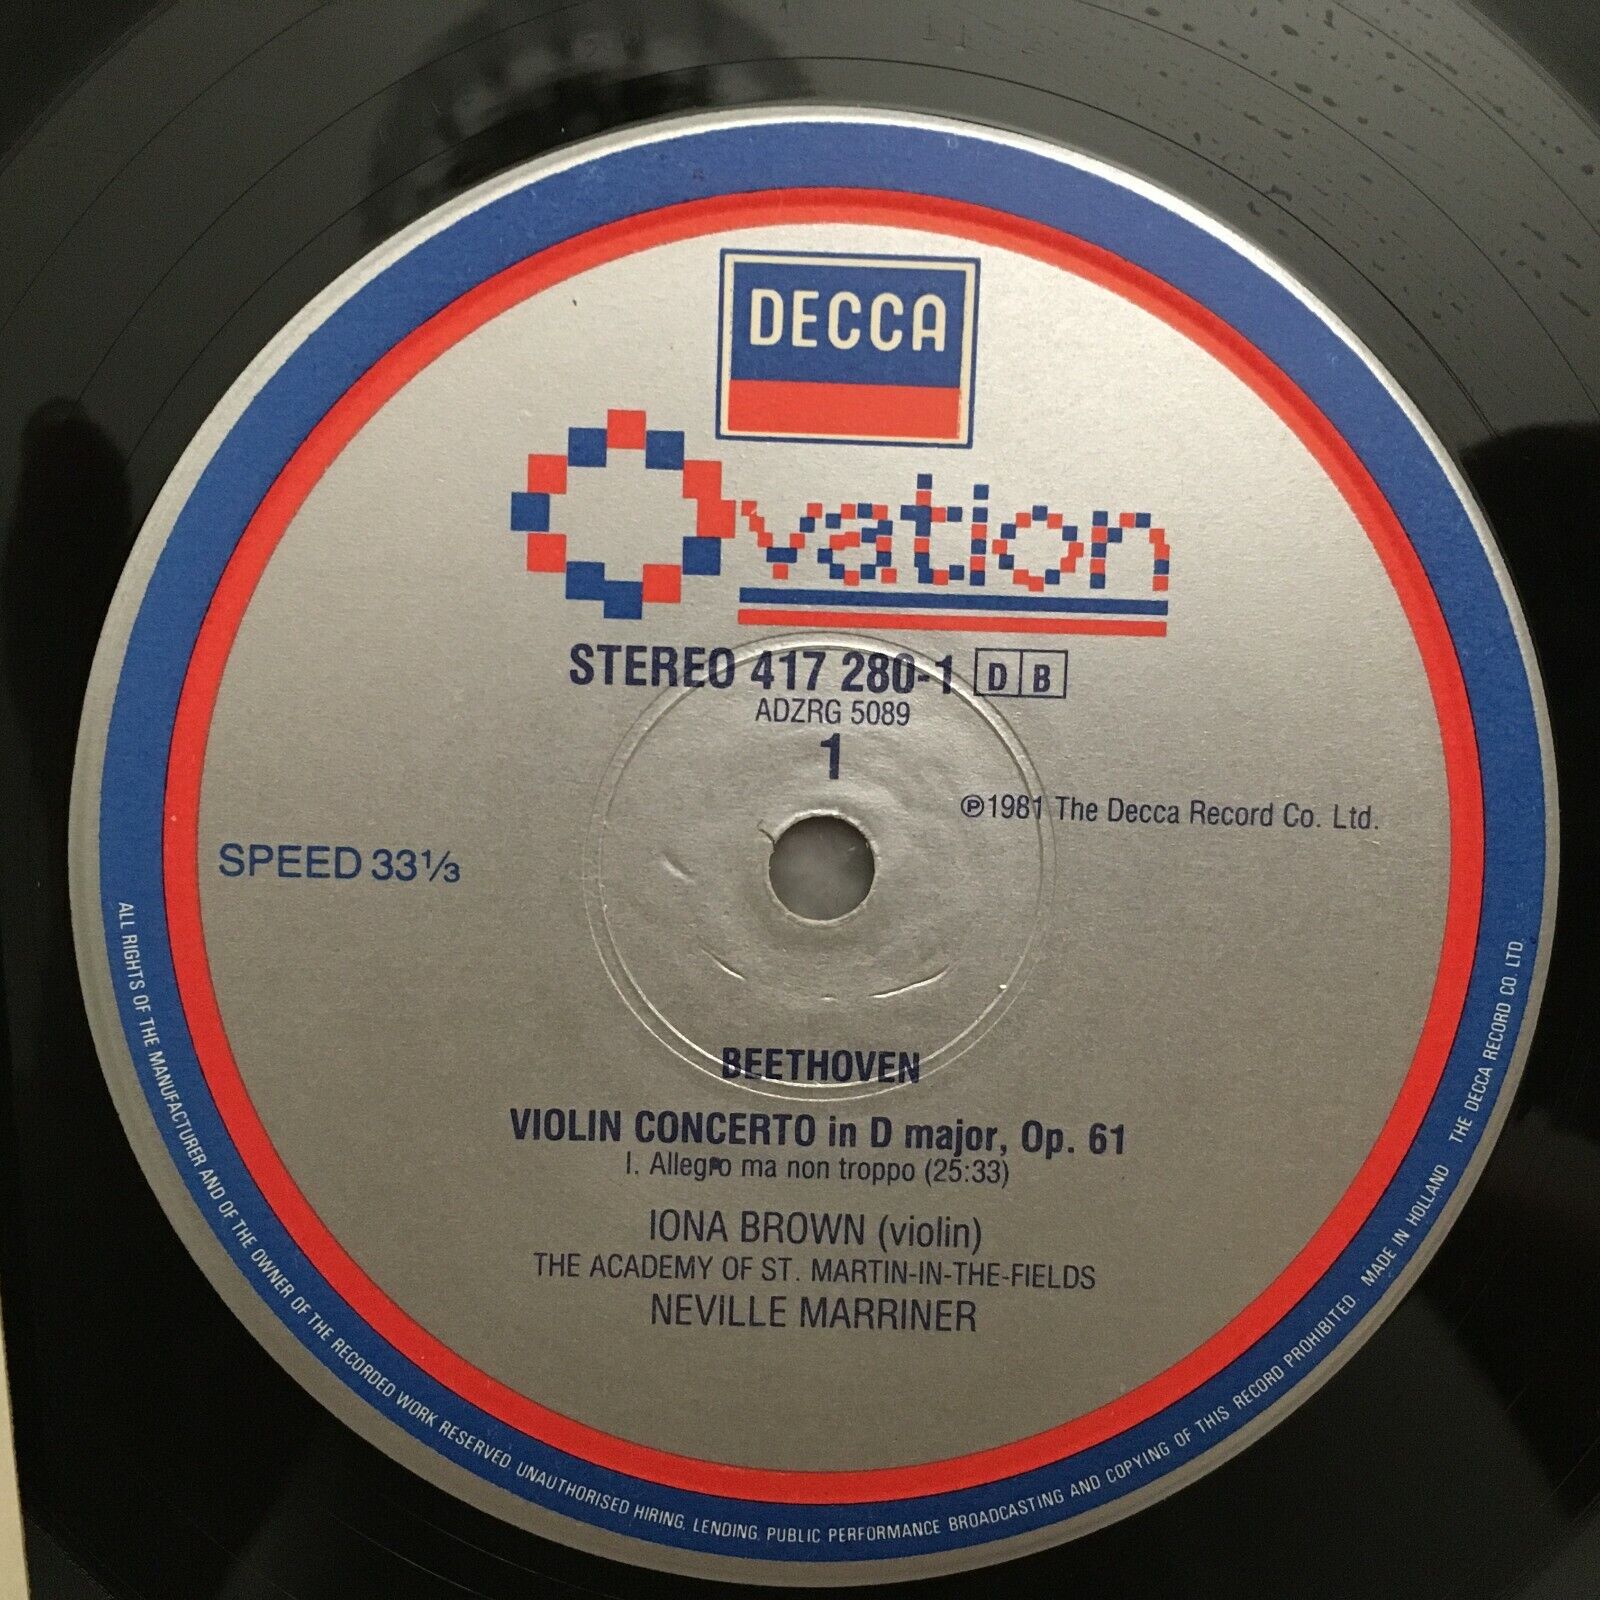 DECCA
Ovation
STEREO 417 280-1 D B
ADZRG 5089
1
℗1981 The Decca Record Co. Ltd.
SPEED 33⅓
BEETHOVEN
VIOLIN CONCERTO in D major, Op. 61
I. Allegro ma non troppo (25:33)
IONA BROWN (violin)
THE ACADEMY OF ST. MARTIN-IN-THE-FIELDS
NEVILLE MARRINER
ALL RIGHTS OF THE MANUFACTURER AND OF THE OWNER OF THE RECORDED WORK RESERVED. UNAUTHORISED HIRING, LENDING, PUBLIC PERFORMANCE BROADCASTING AND COPYING OF THIS RECORD PROHIBITED. MADE IN HOLLAND THE DECCA RECORD CO. LTD.